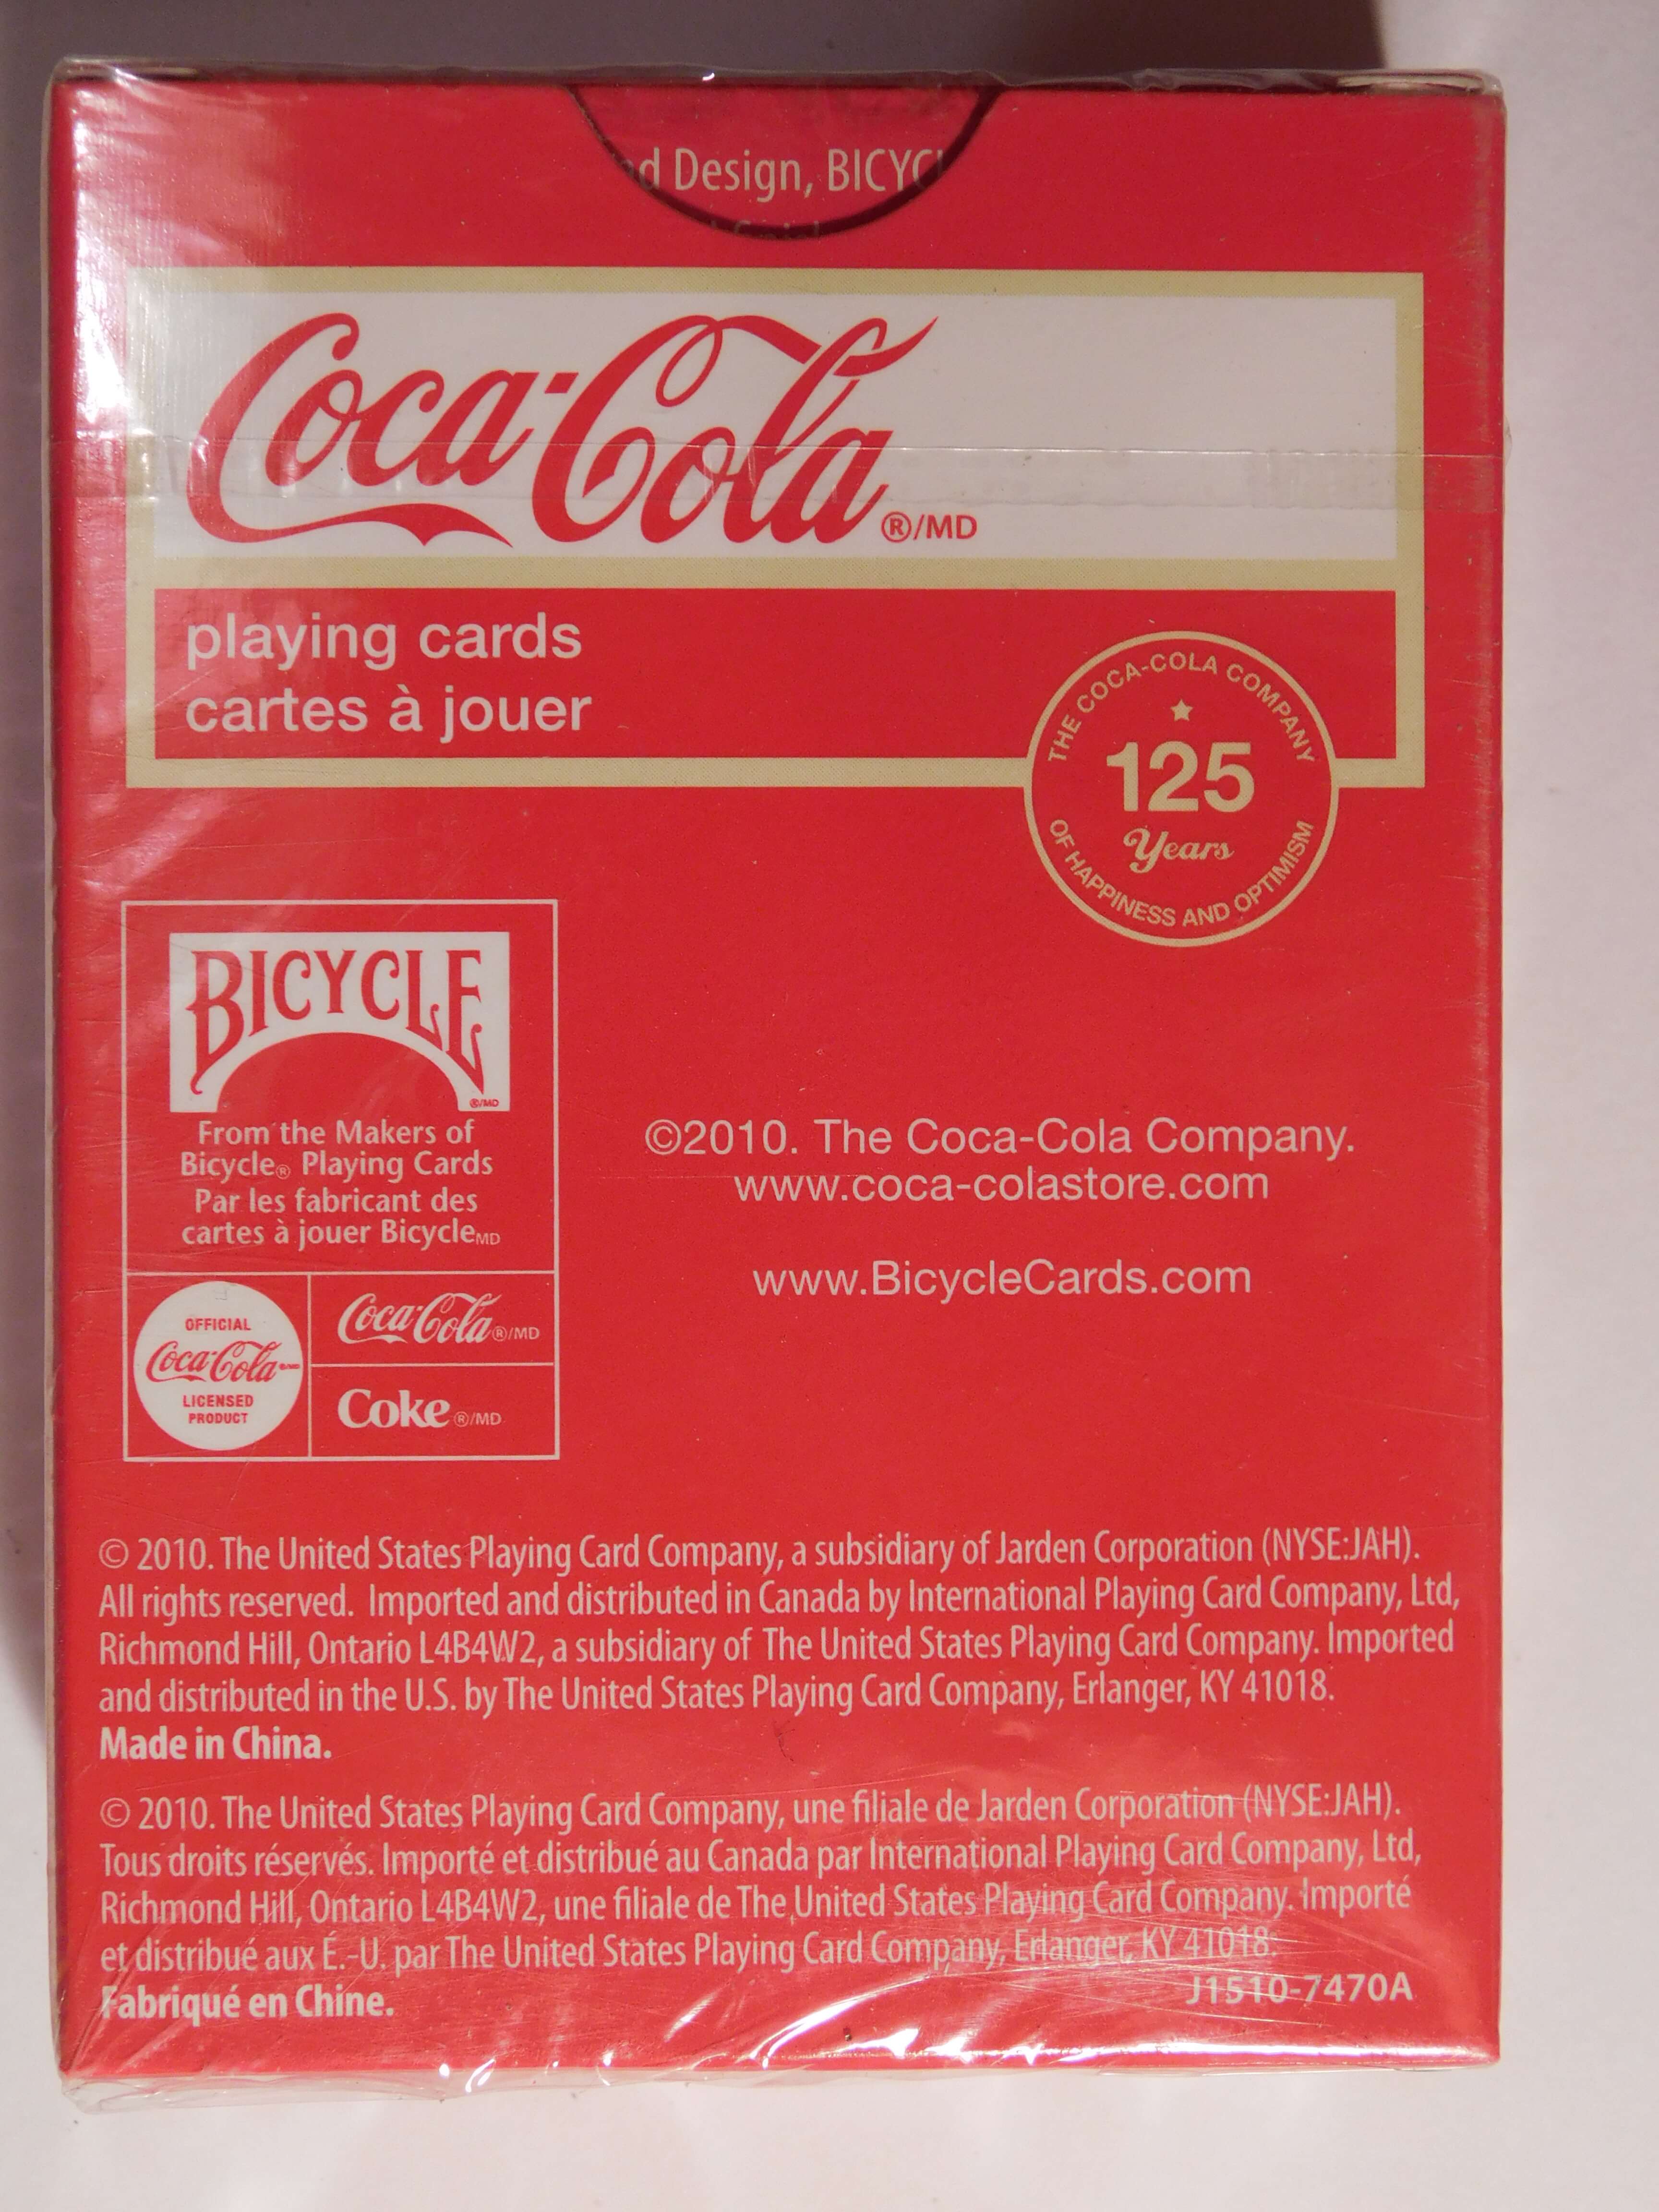 Design, BICYC
Coca-Cola ®/MD
playing cards
cartes à jouer
THE COCA-COLA COMPANY
125
Years
OF HAPPINESS AND OPTIMISM
BICYCLE
®/MD
From the Makers of
Bicycle® Playing Cards
Par les fabricant des
cartes à jouer BicycleMD
OFFICIAL
Coca-Cola ®/MD
LICENSED
PRODUCT
Coca-Cola ®/MD
Coke ®/MD
©2010. The Coca-Cola Company.
www.coca-colastore.com
www.BicycleCards.com
© 2010. The United States Playing Card Company, a subsidiary of Jarden Corporation (NYSE:JAH).
All rights reserved. Imported and distributed in Canada by International Playing Card Company, Ltd,
Richmond Hill, Ontario L4B4W2, a subsidiary of The United States Playing Card Company. Imported
and distributed in the U.S. by The United States Playing Card Company, Erlanger, KY 41018.
Made in China.
© 2010. The United States Playing Card Company, une filiale de Jarden Corporation (NYSE:JAH).
Tous droits réservés. Importé et distribué au Canada par International Playing Card Company, Ltd,
Richmond Hill, Ontario L4B4W2, une filiale de The United States Playing Card Company. Importé
et distribué aux É.-U. par The United States Playing Card Company, Erlanger, KY 41018.
Fabriqué en Chine.
J1510-7470A